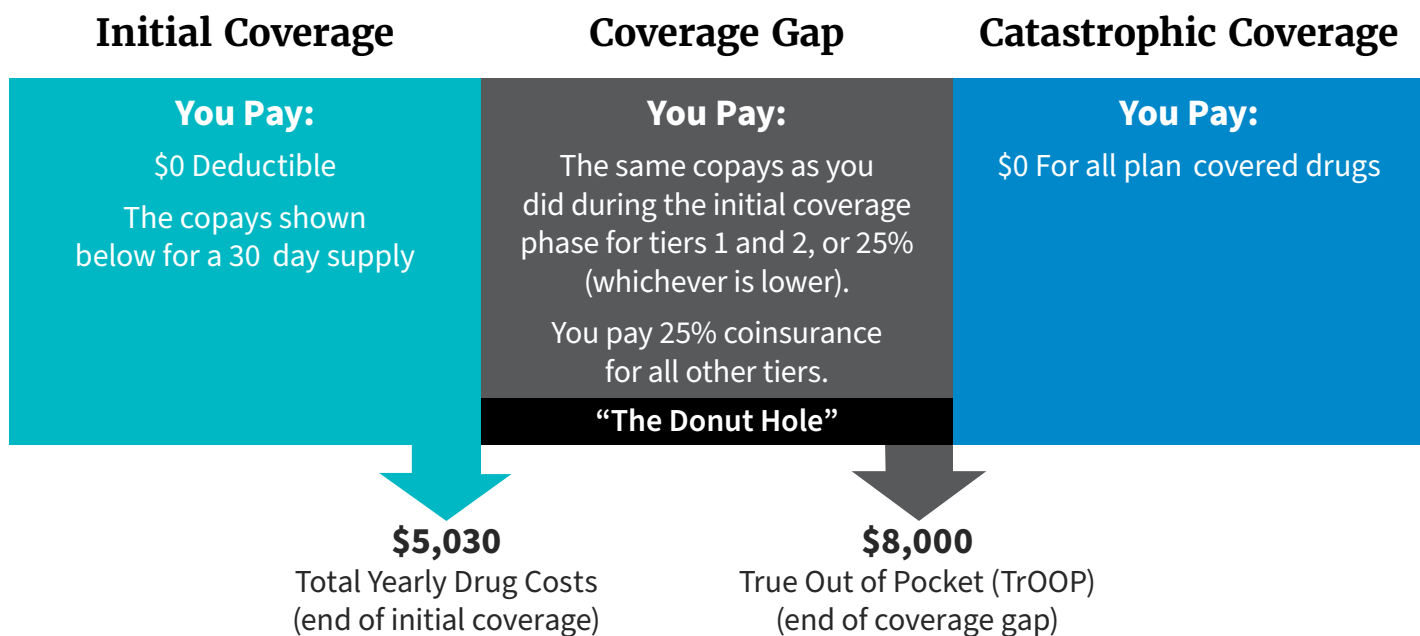 Initial Coverage
Coverage Gap
Catastrophic Coverage
You Pay:
$0 Deductible
The copays shown
below for a 30 day supply
You Pay:
The same copays as you
did during the initial coverage
phase for tiers 1 and 2, or 25%
(whichever is lower).
You pay 25% coinsurance
for all other tiers.
“The Donut Hole”
You Pay:
$0 For all plan covered drugs
$5,030
Total Yearly Drug Costs
(end of initial coverage)
$8,000
True Out of Pocket (TrOOP)
(end of coverage gap)